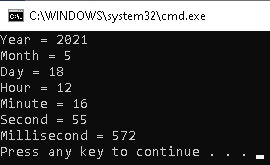 C:\WINDOWS\system32\cmd.exe
Year = 2021
Month = 5
Day = 18
Hour = 12
Minute = 16
Second = 55
Millisecond = 572
Press any key to continue . . .